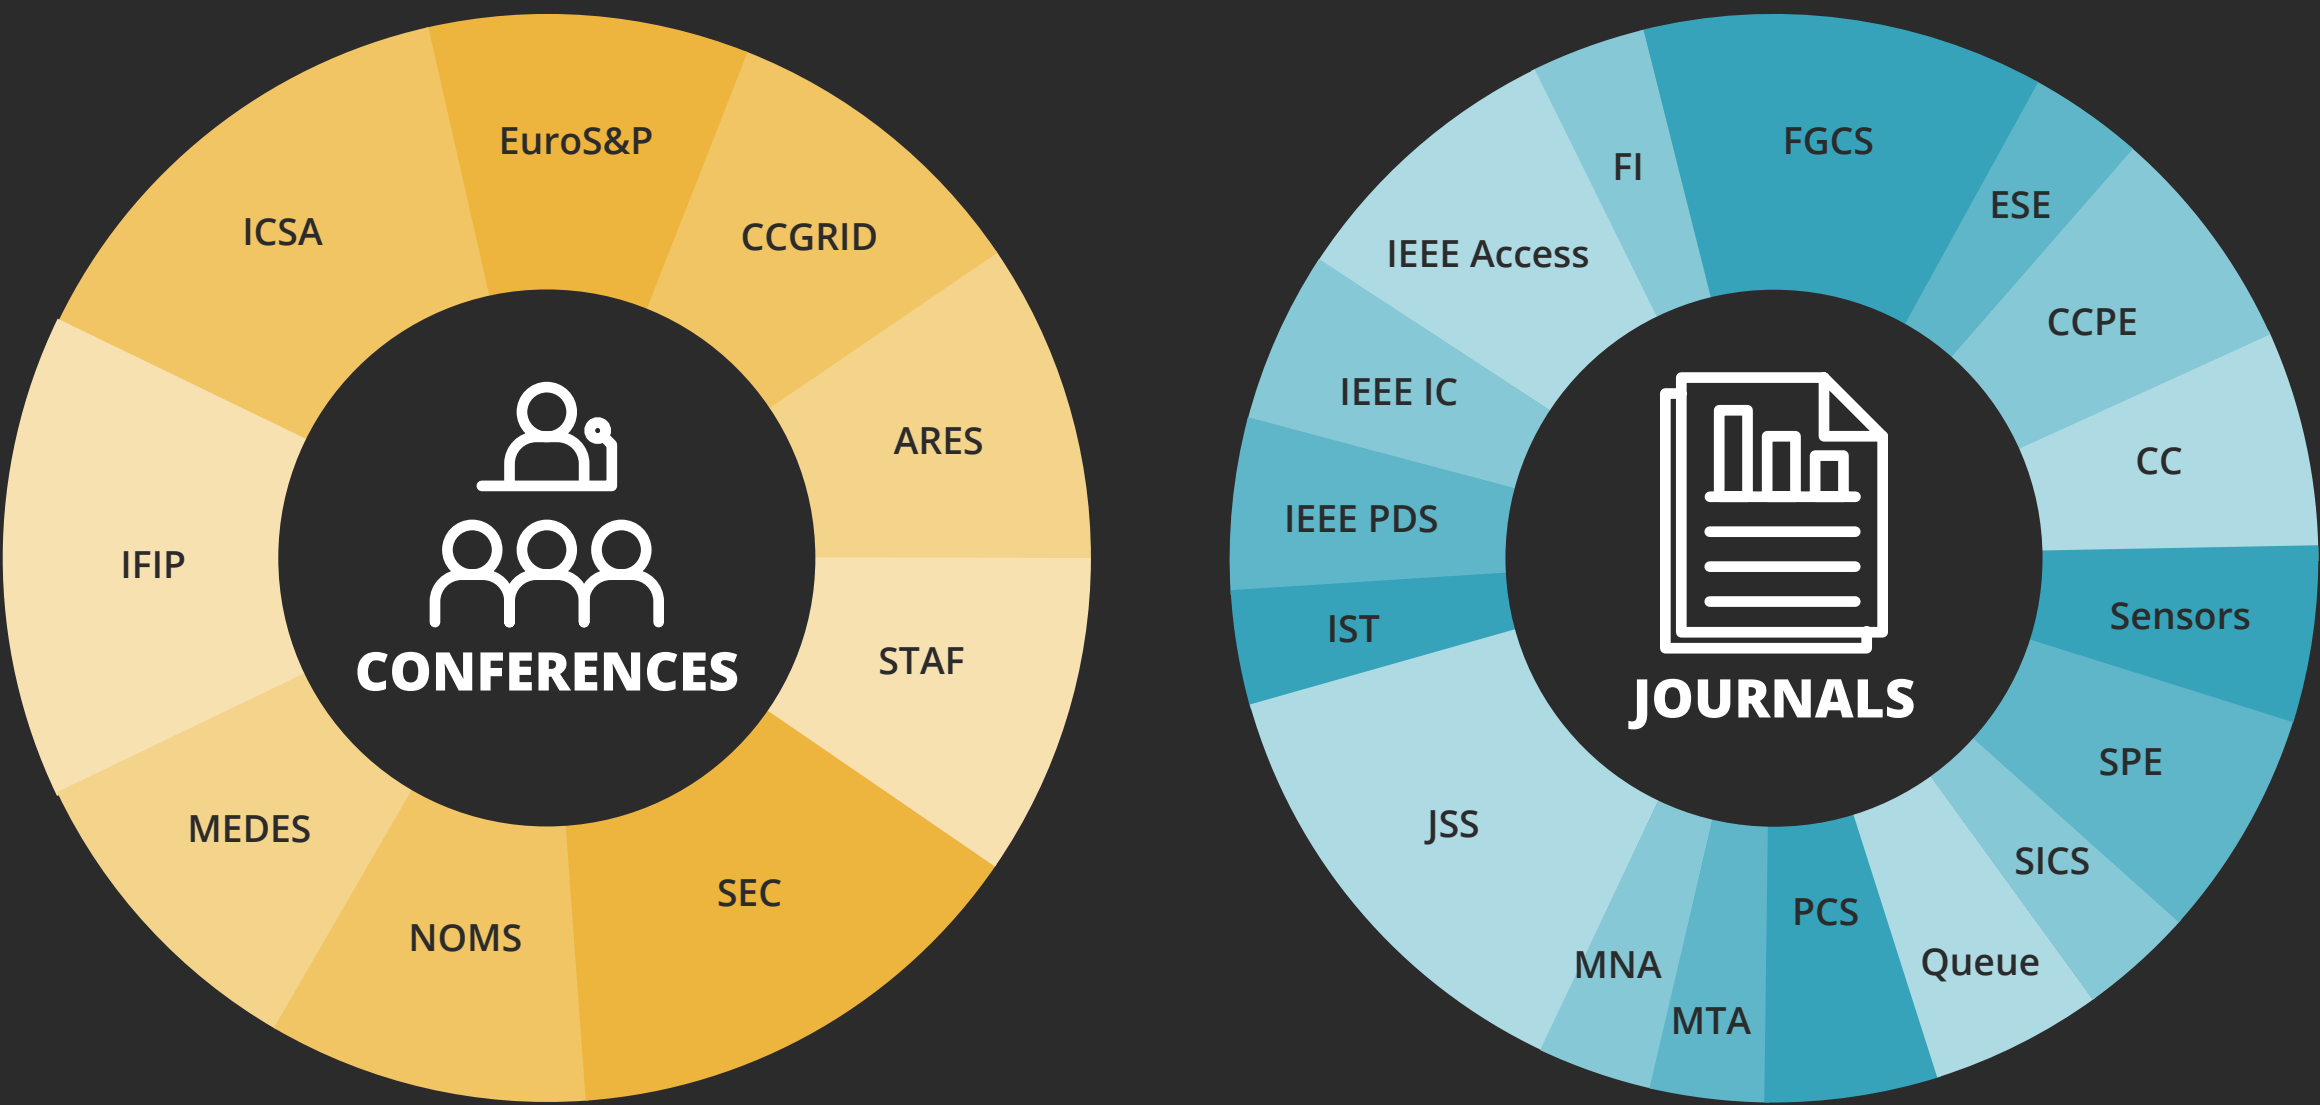 EuroS&P
CCGRID
ARES
STAF
SEC
NOMS
MEDES
IFIP
ICSA
CONFERENCES
FGCS
ESE
CCPE
CC
Sensors
SPE
SICS
Queue
PCS
MTA
MNA
JSS
IST
IEEE PDS
IEEE IC
IEEE Access
FI
JOURNALS